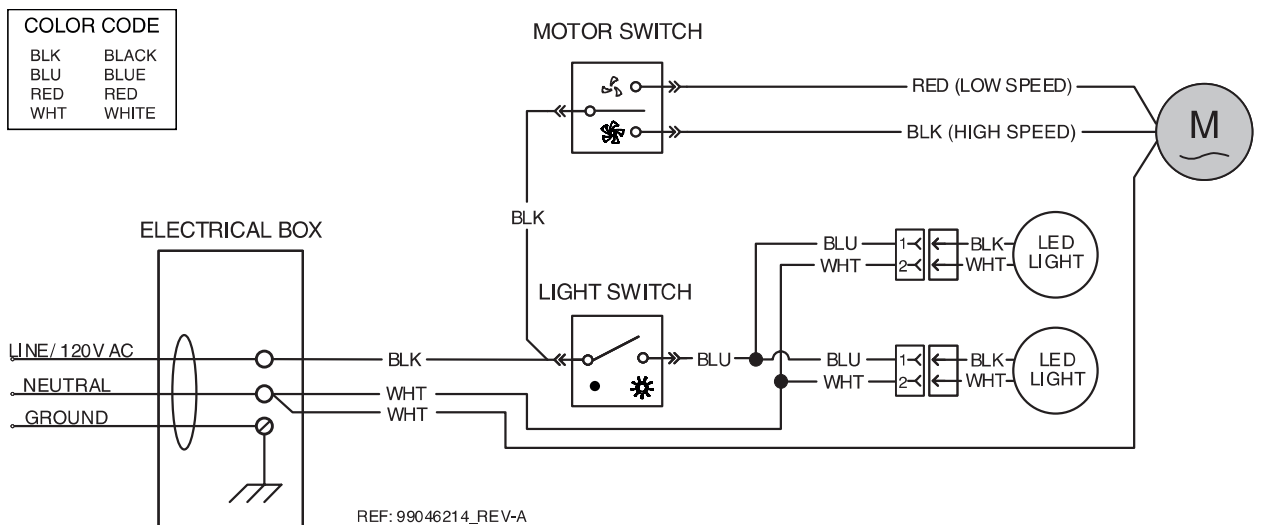 COLOR CODE
BLK BLACK
BLU BLUE
RED RED
WHT WHITE
MOTOR SWITCH
RED (LOW SPEED)
BLK (HIGH SPEED)
M
BLK
ELECTRICAL BOX
LIGHT SWITCH
BLU 1 BLK
WHT 2 WHT
LED
LIGHT
LINE/ 120V AC
BLK
BLU
BLU 1 BLK
WHT 2 WHT
LED
LIGHT
NEUTRAL
WHT
WHT
GROUND
REF: 99046214_REV-A